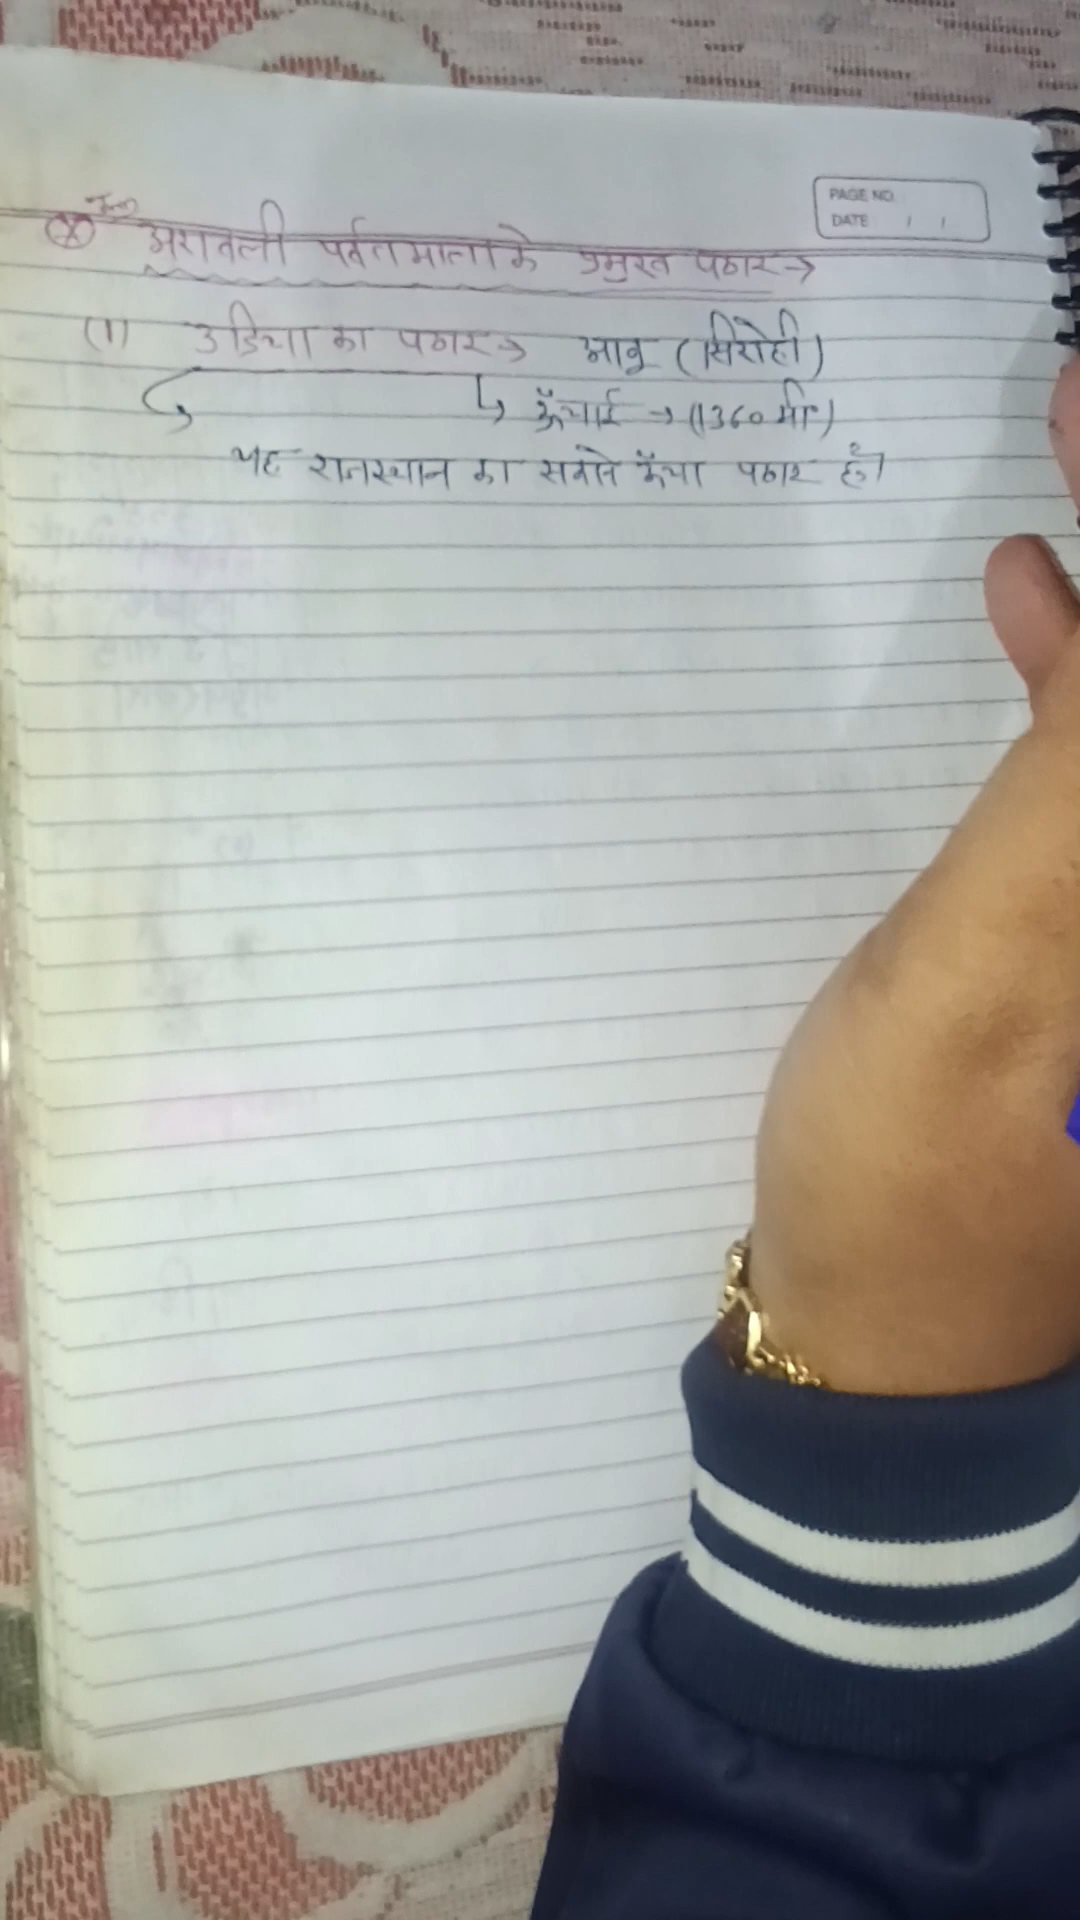 PAGE NO.
DATE / /
अरावली पर्वतमाला के प्रमुख पठार →
(1) उडिया का पठार → आबू (सिरोही)
↳ ऊँचाई → (1360 मी॰)
यह राजस्थान का सबसे ऊँचा पठार है।